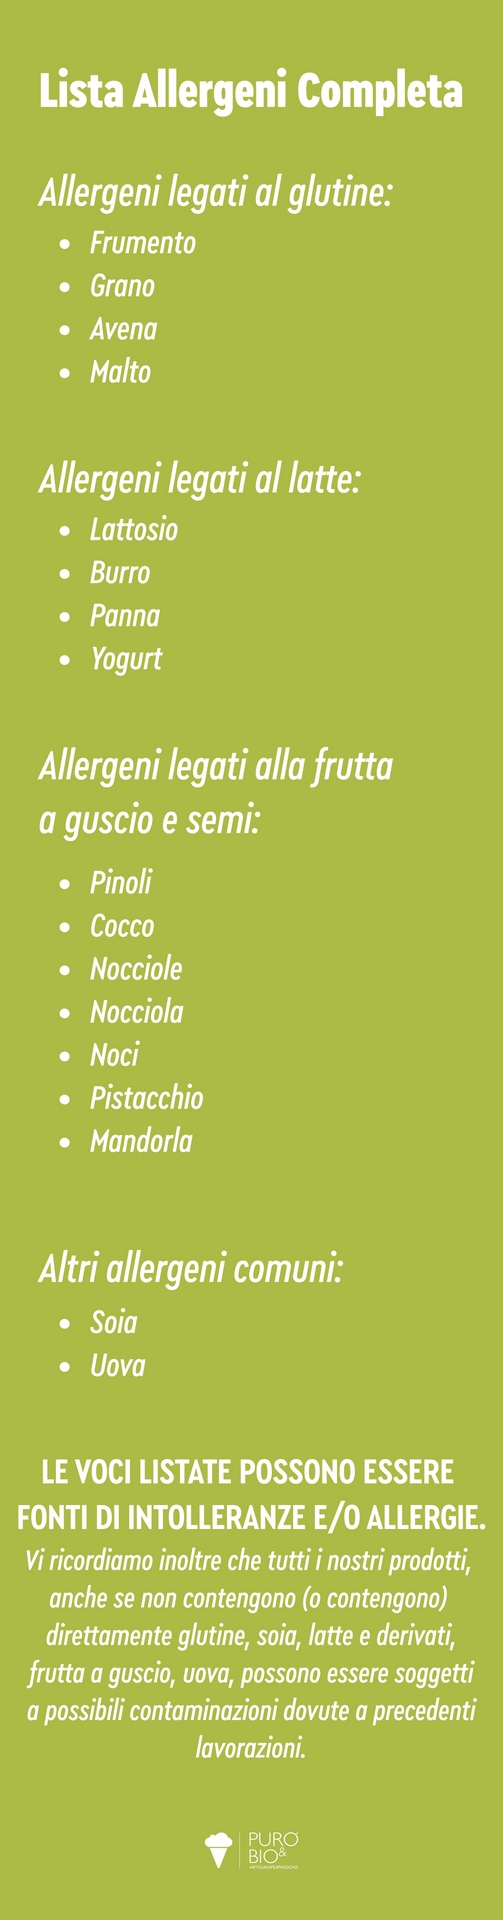 Lista Allergeni Completa
Allergeni legati al glutine:
• Frumento
• Grano
• Avena
• Malto
Allergeni legati al latte:
• Lattosio
• Burro
• Panna
• Yogurt
Allergeni legati alla frutta
a guscio e semi:
• Pinoli
• Cocco
• Nocciole
• Nocciola
• Noci
• Pistacchio
• Mandorla
Altri allergeni comuni:
• Soia
• Uova
LE VOCI LISTATE POSSONO ESSERE
FONTI DI INTOLLERANZE E/O ALLERGIE.
Vi ricordiamo inoltre che tutti i nostri prodotti,
anche se non contengono (o contengono)
direttamente glutine, soia, latte e derivati,
frutta a guscio, uova, possono essere soggetti
a possibili contaminazioni dovute a precedenti
lavorazioni.
PURO
&
BIO